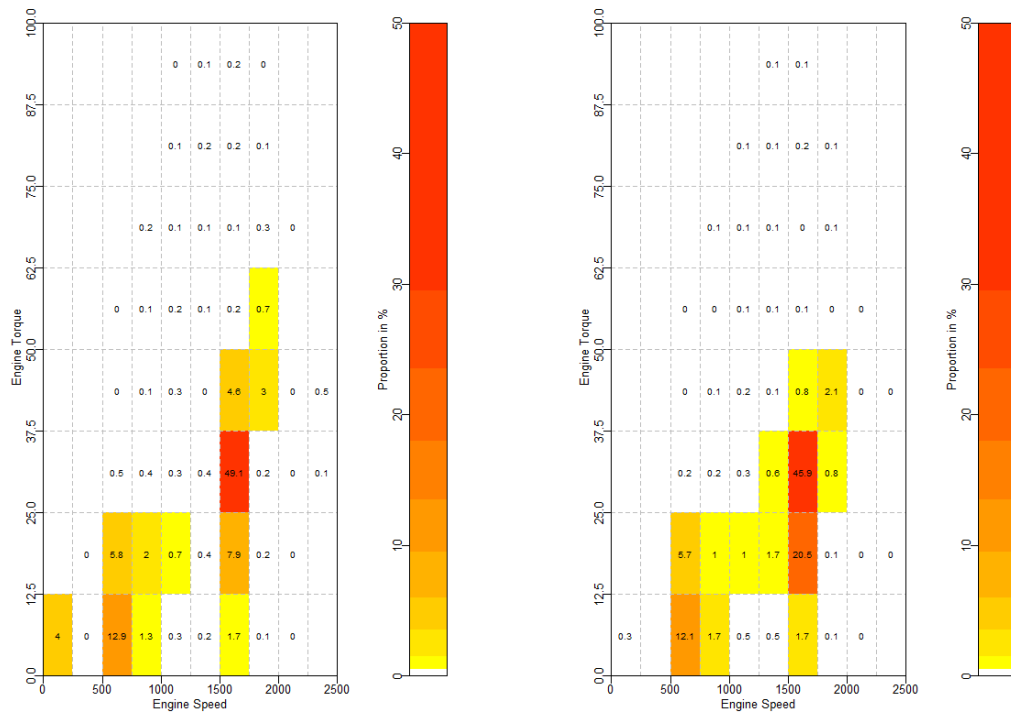 100.0
0 0.1 0.2 0
87.5
0.1 0.2 0.2 0.1
75.0
0.2 0.1 0.1 0.1 0.3 0
62.5
0 0.1 0.2 0.1 0.2 0.7
50.0
0 0.1 0.3 0 4.6 3 0 0.5
37.5
0.5 0.4 0.3 0.4 49.1 0.2 0 0.1
25.0
0 5.8 2 0.7 0.4 7.9 0.2 0
12.5
4 0 12.9 1.3 0.3 0.2 1.7 0.1 0
0.0
Engine Torque
0 500 1000 1500 2000 2500
Engine Speed
50
40
30
20
10
0
Proportion in %
100.0
0.1 0.1
87.5
0.1 0.1 0.2 0.1
75.0
0.1 0.1 0.1 0 0.1
62.5
0 0 0.1 0.1 0.1 0 0
50.0
0 0.1 0.2 0.1 0.8 2.1 0 0
37.5
0.2 0.2 0.3 0.6 45.9 0.8
25.0
5.7 1 1 1.7 20.5 0.1 0 0
12.5
0.3 12.1 1.7 0.5 0.5 1.7 0.1 0
0.0
Engine Torque
0 500 1000 1500 2000 2500
Engine Speed
50
40
30
20
10
0
Proportion in %